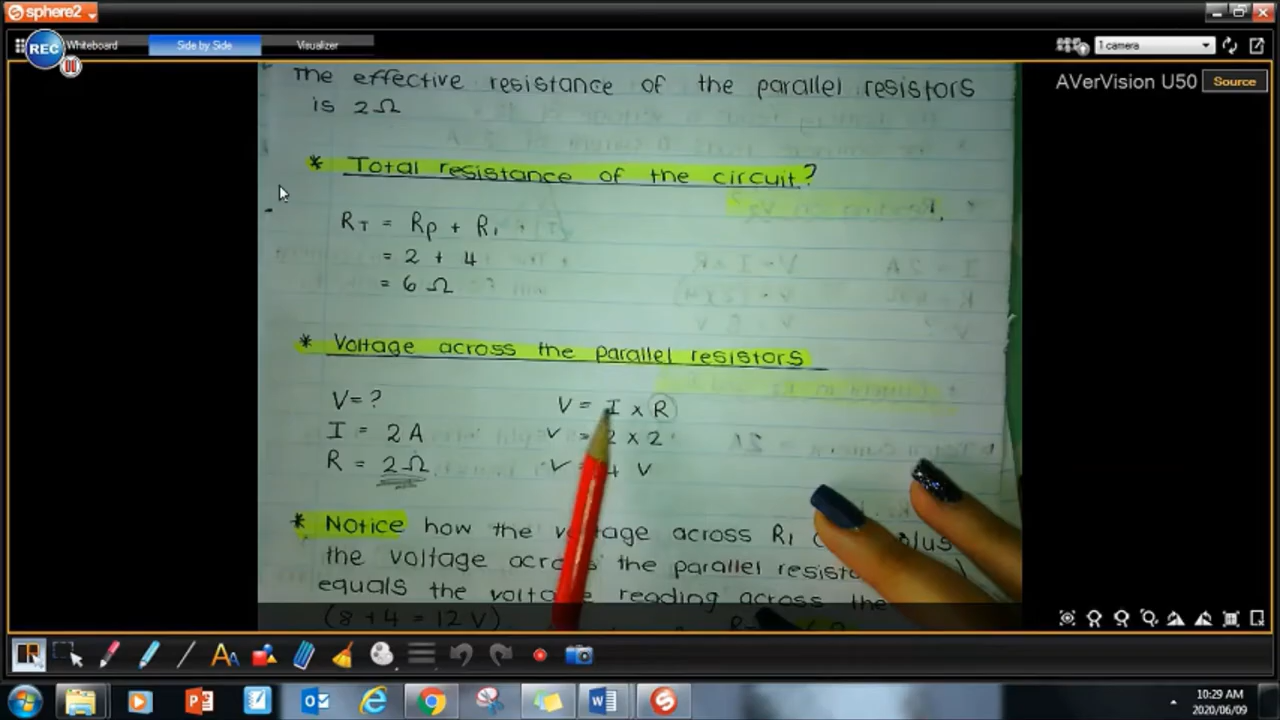 sphere2
REC
Whiteboard
Side by Side
Visualizer
1 camera
AVerVision U50
Source
The effective resistance of the parallel resistors
is 2Ω
* Total resistance of the circuit?
RT = Rp + R1
= 2 + 4
= 6 Ω
* Voltage across the parallel resistors
V = ?
V = I x R
I = 2A
V = 2 x 2
R = 2Ω
V = 4 V
* Notice how the voltage across R1 plus
the voltage across the parallel
equals the voltage reading across the
(8 + 4 = 12 V)
10:29 AM
2020/06/09